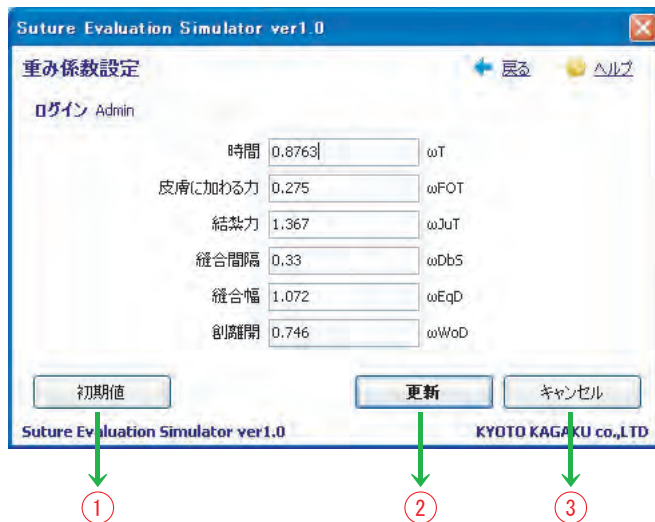 Suture Evaluation Simulator ver1.0
重み係数設定 戻る ヘルプ
ログイン Admin
時間 0.8763 ωT
皮膚に加わる力 0.275 ωFOT
結紮力 1.367 ωJuT
縫合間隔 0.33 ωDbS
縫合幅 1.072 ωEqD
創離開 0.746 ωWoD
初期値 更新 キャンセル
Suture Evaluation Simulator ver1.0 KYOTO KAGAKU co.,LTD
① ② ③